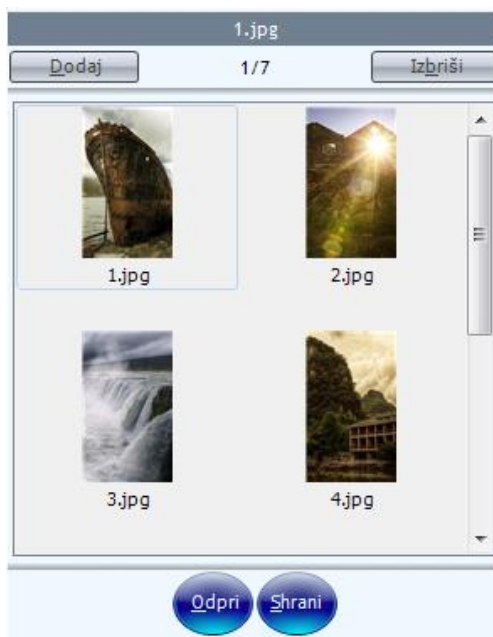 1.jpg
Dodaj 1/7 Izbriši
1.jpg 2.jpg
3.jpg 4.jpg
Odpri Shrani